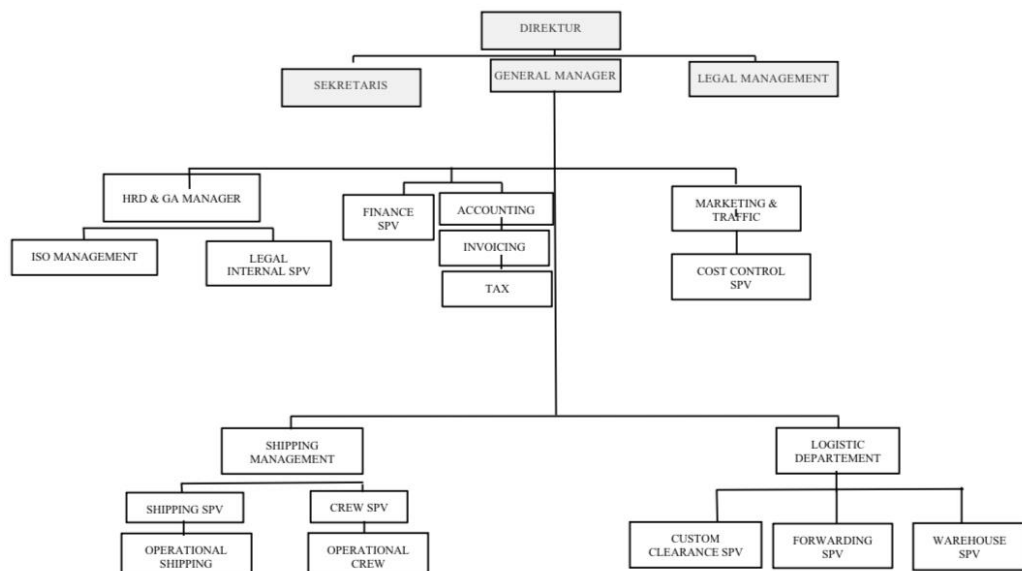 DIREKTUR
SEKRETARIS
GENERAL MANAGER
LEGAL MANAGEMENT
HRD & GA MANAGER
FINANCE
SPV
ACCOUNTING
MARKETING &
TRAFFIC
ISO MANAGEMENT
LEGAL
INTERNAL SPV
INVOICING
TAX
COST CONTROL
SPV
SHIPPING
MANAGEMENT
LOGISTIC
DEPARTEMENT
SHIPPING SPV
CREW SPV
OPERATIONAL
SHIPPING
OPERATIONAL
CREW
CUSTOM
CLEARANCE SPV
FORWARDING
SPV
WAREHOUSE
SPV